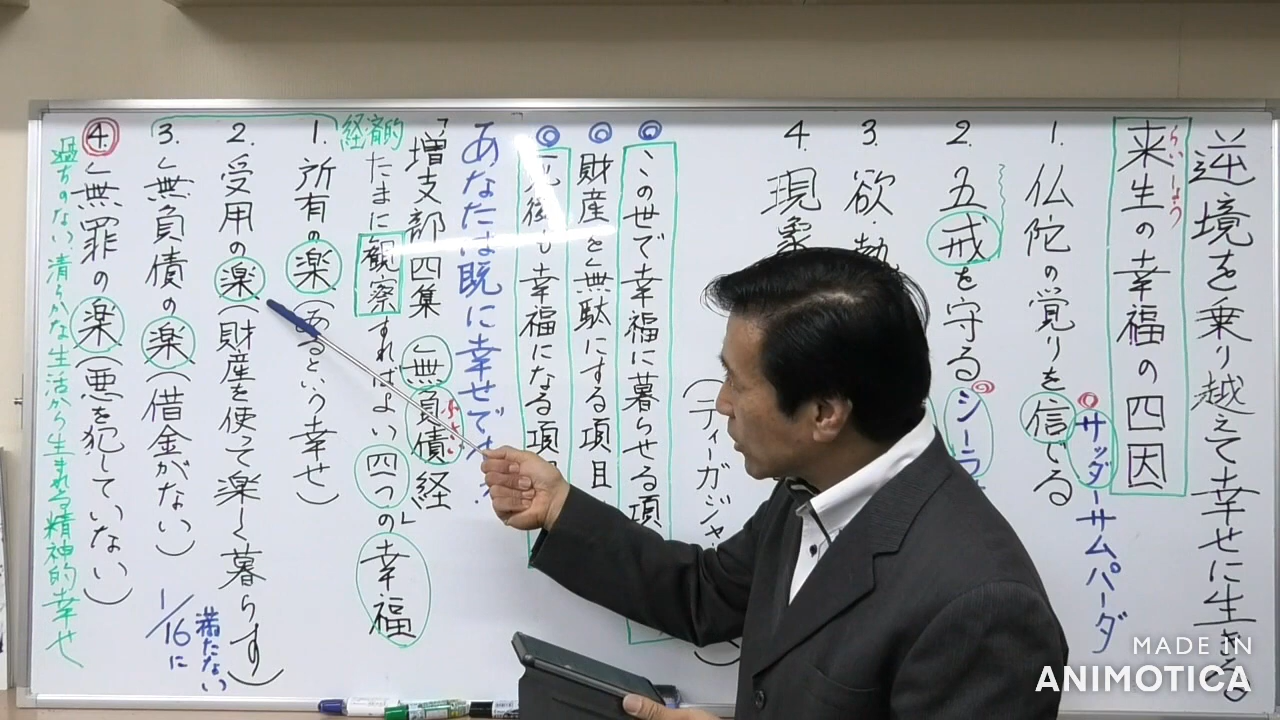 逆境を乗り越えて幸せに生きる。
来生の四因の幸福
らいしょう
1. 仏陀の覚りを信じる
サッダーサムパーダ
2. 五戒を守る
シーラ
3. 欲・執
4. 現象
(ティーガジャ
◎この世で幸福に暮らせる項
◎財産を無駄にする項目
◎死後も幸福になる項
あなたは既に幸せです
「増支部四集 無負債経
ふさい
経済的
たまに観察すればよい四つの幸福」
1. 所有の楽(あるという幸せ)
2. 受用の楽(財産を使って楽しく暮らす)
3. 無負債の楽(借金がない)
1/16に満たない
4. 無罪の楽(悪を犯していない)
過ちのない、清らかな生活から生まれる精神的幸せ
MADE IN
ANIMOTICA